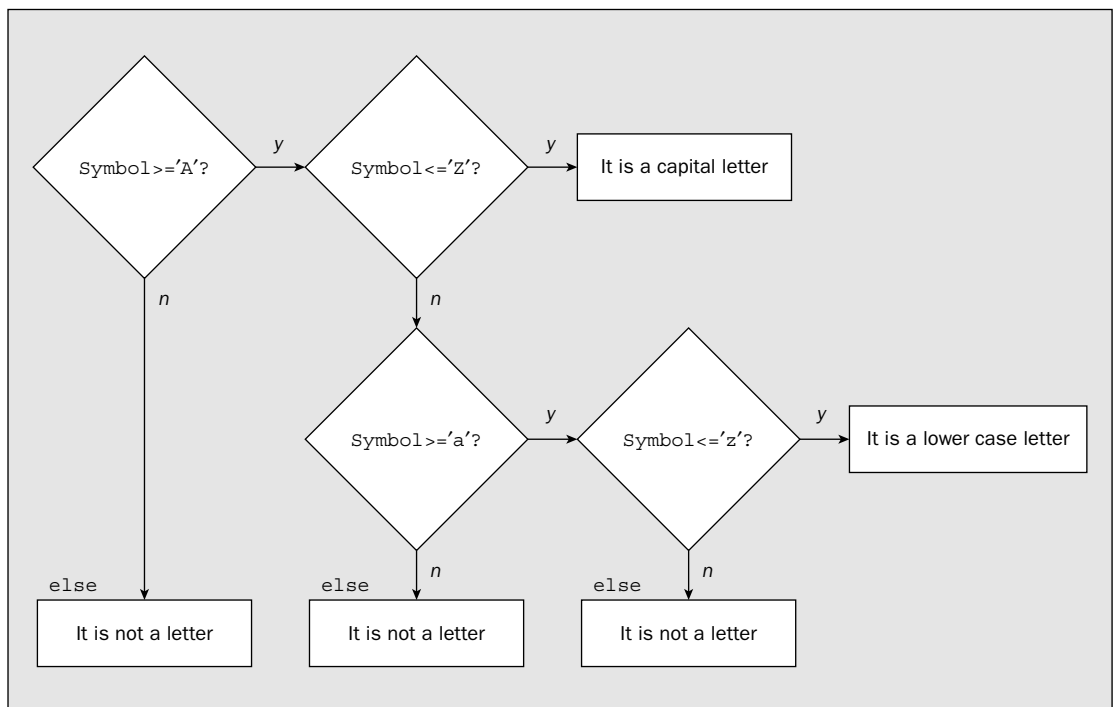 y
y
Symbol>='A'?
Symbol<='Z'?
It is a capital letter
n
n
y
y
Symbol>='a'?
Symbol<='z'?
It is a lower case letter
n
n
else
else
else
It is not a letter
It is not a letter
It is not a letter